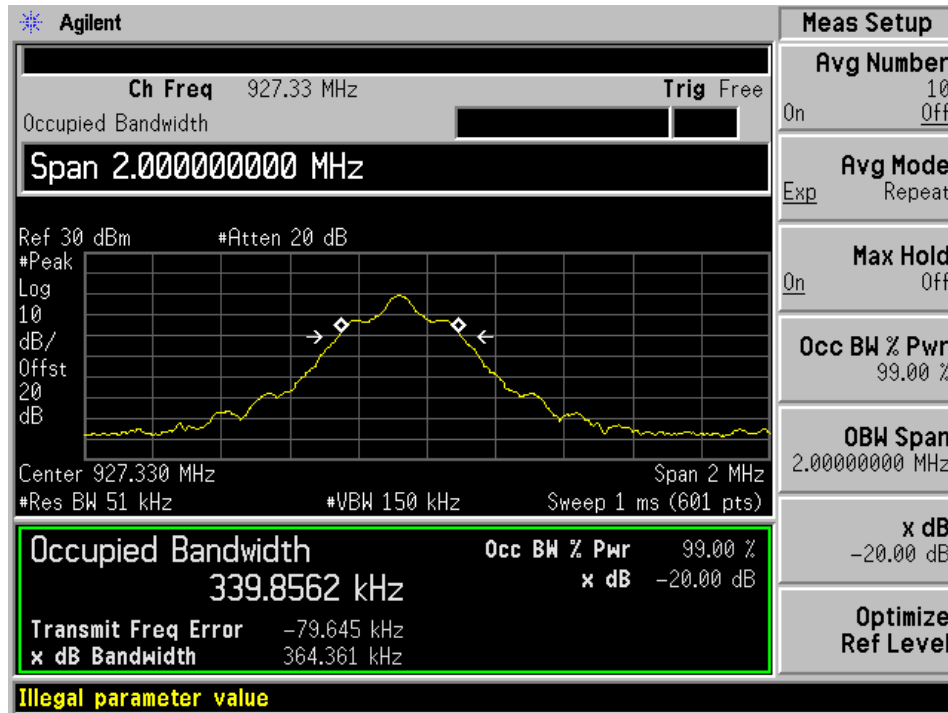 Agilent
Meas Setup
Ch Freq 927.33 MHz Trig Free
Occupied Bandwidth
Span 2.000000000 MHz
Ref 30 dBm #Atten 20 dB
#Peak
Log
10
dB/
Offst
20
dB
Center 927.330 MHz Span 2 MHz
#Res BW 51 kHz #VBW 150 kHz Sweep 1 ms (601 pts)
Occupied Bandwidth Occ BW % Pwr 99.00 %
339.8562 kHz x dB -20.00 dB
Transmit Freq Error -79.645 kHz
x dB Bandwidth 364.361 kHz
Illegal parameter value
Avg Number
10
On Off
Avg Mode
Exp Repeat
Max Hold
On Off
Occ BW % Pwr
99.00 %
OBW Span
2.00000000 MHz
x dB
-20.00 dB
Optimize
Ref Level